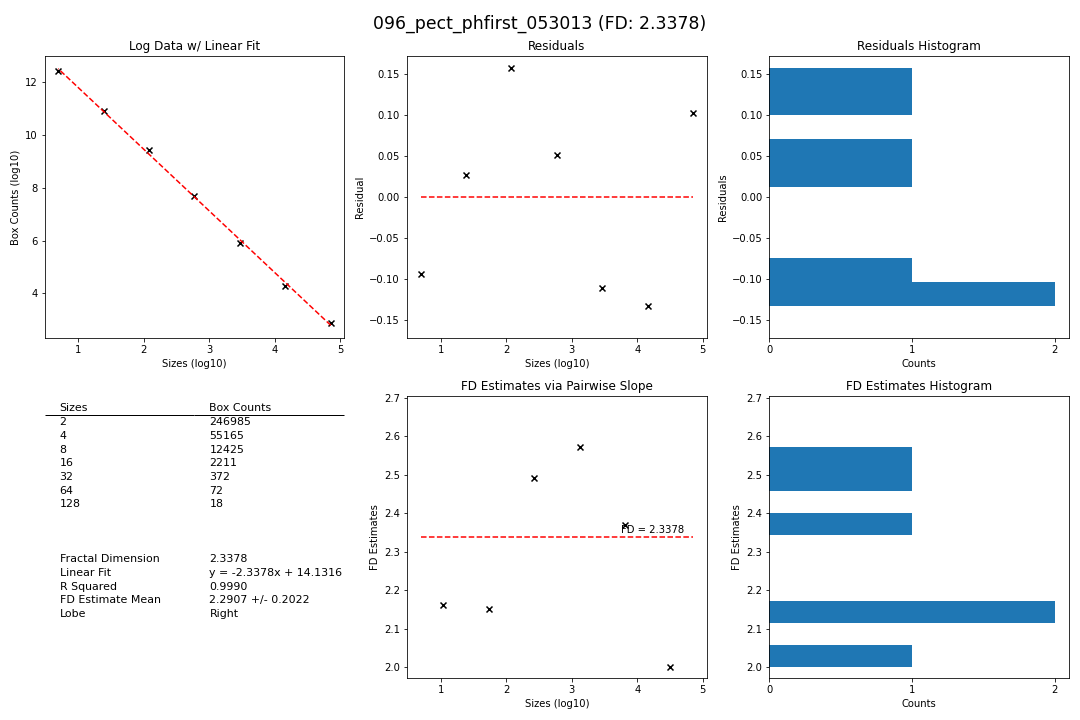 096_pect_phfirst_053013 (FD: 2.3378)
Log Data w/ Linear Fit
Box Counts (log10)
12
10
8
6
4
1 2 3 4 5
Sizes (log10)
Residuals
Residual
0.15
0.10
0.05
0.00
−0.05
−0.10
−0.15
1 2 3 4 5
Sizes (log10)
Residuals Histogram
Residuals
0.15
0.10
0.05
0.00
−0.05
−0.10
−0.15
0 1 2
Counts
Sizes Box Counts
2 246985
4 55165
8 12425
16 2211
32 372
64 72
128 18
Fractal Dimension 2.3378
Linear Fit y = -2.3378x + 14.1316
R Squared 0.9990
FD Estimate Mean 2.2907 +/- 0.2022
Lobe Right
FD Estimates via Pairwise Slope
FD Estimates
2.7
2.6
2.5
2.4
2.3
2.2
2.1
2.0
FD = 2.3378
1 2 3 4 5
Sizes (log10)
FD Estimates Histogram
FD Estimates
2.7
2.6
2.5
2.4
2.3
2.2
2.1
2.0
0 1 2
Counts